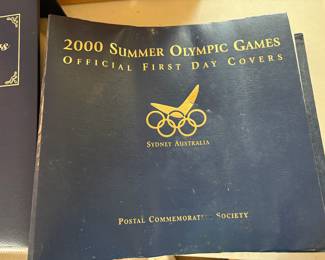 2000 SUMMER OLYMPIC GAMES
OFFICIAL FIRST DAY COVERS
SYDNEY AUSTRALIA
POSTAL COMMEMORATIVE SOCIETY